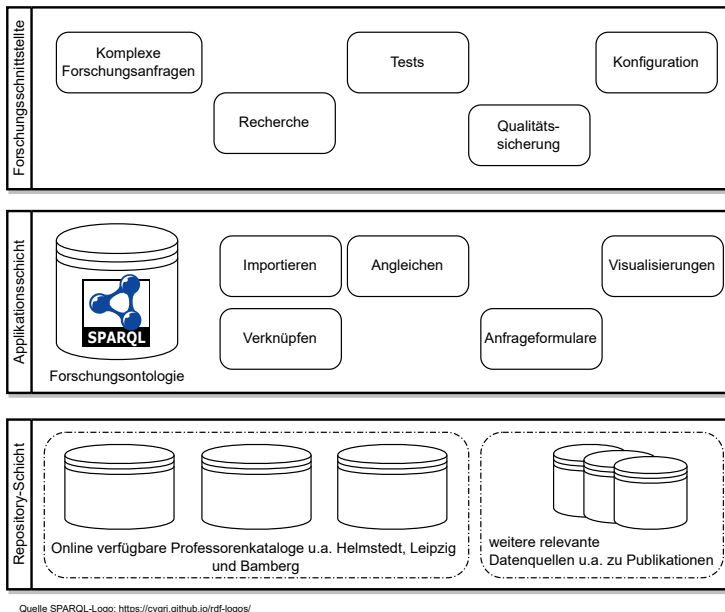 Forschungsschnittstellte
Komplexe
Forschungsanfragen
Recherche
Tests
Qualitäts-
sicherung
Konfiguration
Applikationsschicht
SPARQL
Forschungsontologie
Importieren
Angleichen
Visualisierungen
Verknüpfen
Anfrageformulare
Repository-Schicht
Online verfügbare Professorenkataloge u.a. Helmstedt, Leipzig
und Bamberg
weitere relevante
Datenquellen u.a. zu Publikationen
Quelle SPARQL-Logo: https://cygri.github.io/rdf-logos/